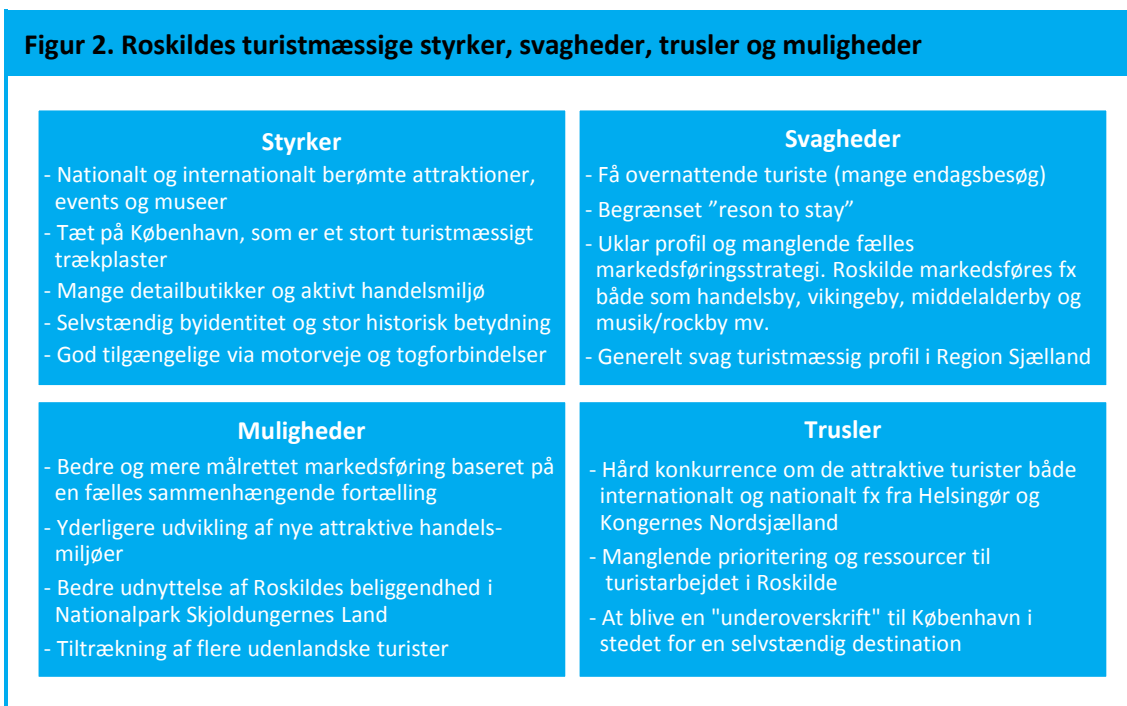 Figur 2. Roskildes turistmæssige styrker, svagheder, trusler og muligheder
Styrker
- Nationalt og internationalt berømte attraktioner,
events og museer
- Tæt på København, som er et stort turistmæssigt
trækplaster
- Mange detailbutikker og aktivt handelsmiljø
- Selvstændig byidentitet og stor historisk betydning
- God tilgængelige via motorveje og togforbindelser
Svagheder
- Få overnattende turiste (mange endagsbesøg)
- Begrænset ”reson to stay”
- Uklar profil og manglende fælles
markedsføringsstrategi. Roskilde markedsføres fx
både som handelsby, vikingeby, middelalderby og
musik/rockby mv.
- Generelt svag turistmæssig profil i Region Sjælland
Muligheder
- Bedre og mere målrettet markedsføring baseret på
en fælles sammenhængende fortælling
- Yderligere udvikling af nye attraktive handels-
miljøer
- Bedre udnyttelse af Roskildes beliggendhed i
Nationalpark Skjoldungernes Land
- Tiltrækning af flere udenlandske turister
Trusler
- Hård konkurrence om de attraktive turister både
internationalt og nationalt fx fra Helsingør og
Kongernes Nordsjælland
- Manglende prioritering og ressourcer til
turistarbejdet i Roskilde
- At blive en "underoverskrift" til København i
stedet for en selvstændig destination